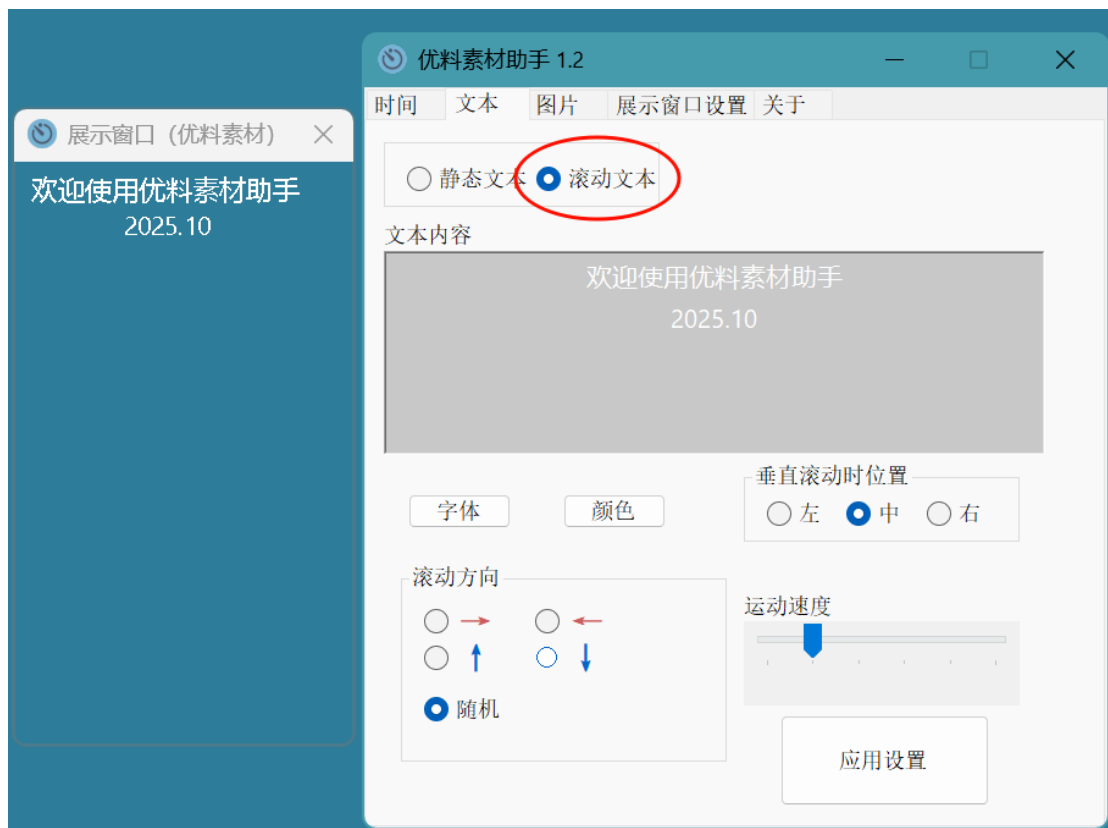 优料素材助手 1.2
时间 文本 图片 展示窗口设置 关于
展示窗口（优料素材）
欢迎使用优料素材助手
2025.10
静态文本 滚动文本
文本内容
欢迎使用优料素材助手
2025.10
字体 颜色
垂直滚动时位置
左 中 右
滚动方向
随机
运动速度
应用设置